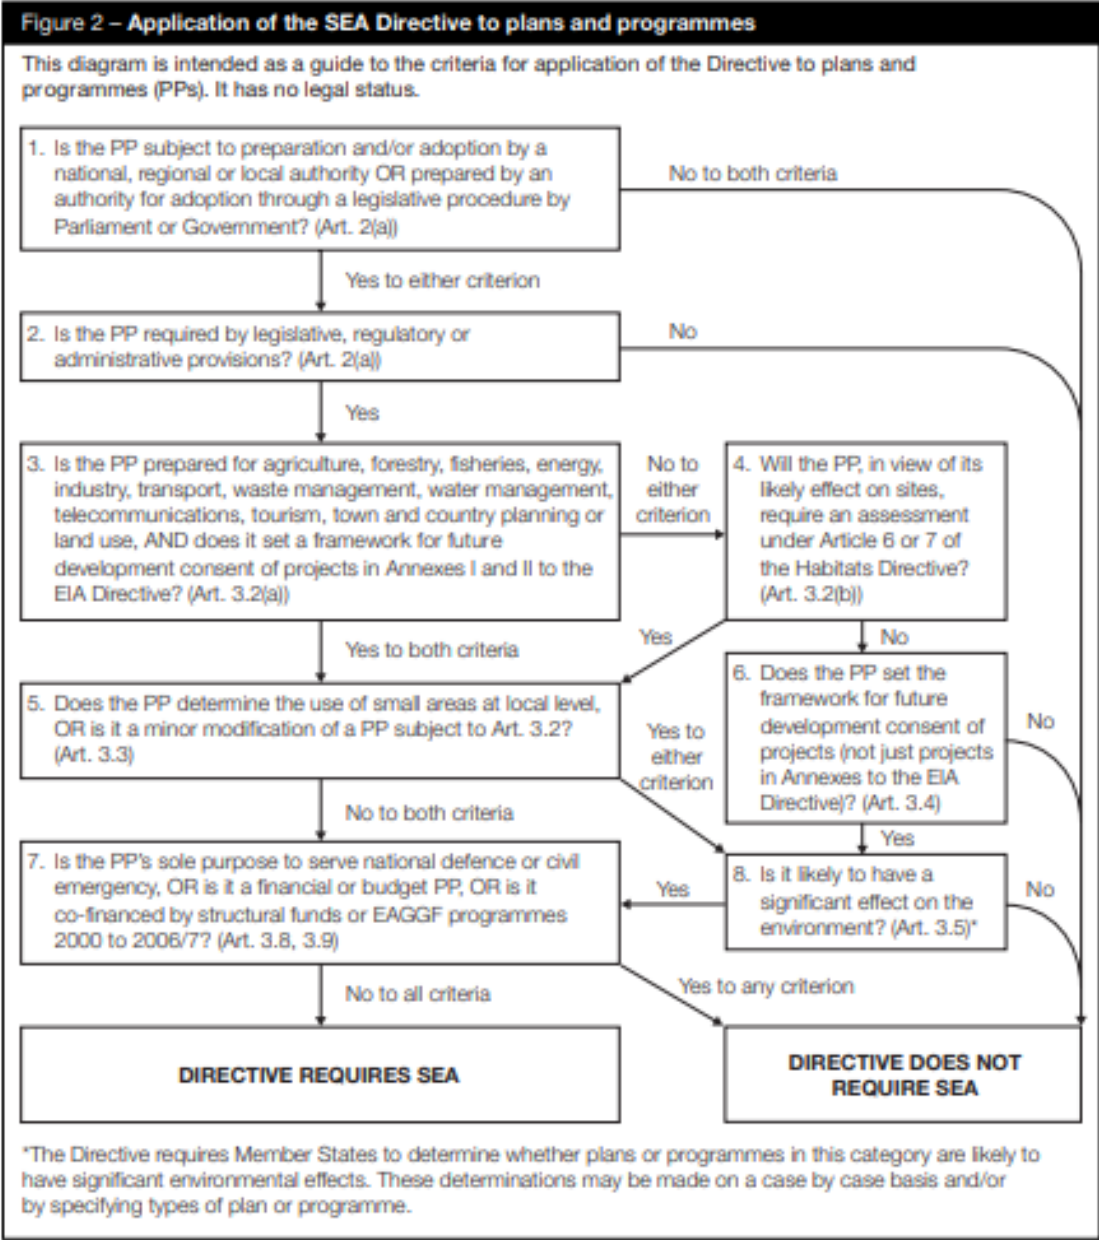 Figure 2 – Application of the SEA Directive to plans and programmes
This diagram is intended as a guide to the criteria for application of the Directive to plans and
programmes (PPs). It has no legal status.
1. Is the PP subject to preparation and/or adoption by a
national, regional or local authority OR prepared by an
authority for adoption through a legislative procedure by
Parliament or Government? (Art. 2(a))
No to both criteria
Yes to either criterion
2. Is the PP required by legislative, regulatory or
administrative provisions? (Art. 2(a))
No
Yes
3. Is the PP prepared for agriculture, forestry, fisheries, energy,
industry, transport, waste management, water management,
telecommunications, tourism, town and country planning or
land use, AND does it set a framework for future
development consent of projects in Annexes I and II to the
EIA Directive? (Art. 3.2(a))
No to
either
criterion
4. Will the PP, in view of its
likely effect on sites,
require an assessment
under Article 6 or 7 of
the Habitats Directive?
(Art. 3.2(b))
Yes to both criteria
Yes
No
5. Does the PP determine the use of small areas at local level,
OR is it a minor modification of a PP subject to Art. 3.2?
(Art. 3.3)
Yes to
either
criterion
6. Does the PP set the
framework for future
development consent of
projects (not just projects
in Annexes to the EIA
Directive)? (Art. 3.4)
No
No to both criteria
Yes
7. Is the PP's sole purpose to serve national defence or civil
emergency, OR is it a financial or budget PP, OR is it
co-financed by structural funds or EAGGF programmes
2000 to 2006/7? (Art. 3.8, 3.9)
Yes
8. Is it likely to have a
significant effect on the
environment? (Art. 3.5)*
No
No to all criteria
Yes to any criterion
DIRECTIVE REQUIRES SEA
DIRECTIVE DOES NOT
REQUIRE SEA
*The Directive requires Member States to determine whether plans or programmes in this category are likely to
have significant environmental effects. These determinations may be made on a case by case basis and/or
by specifying types of plan or programme.